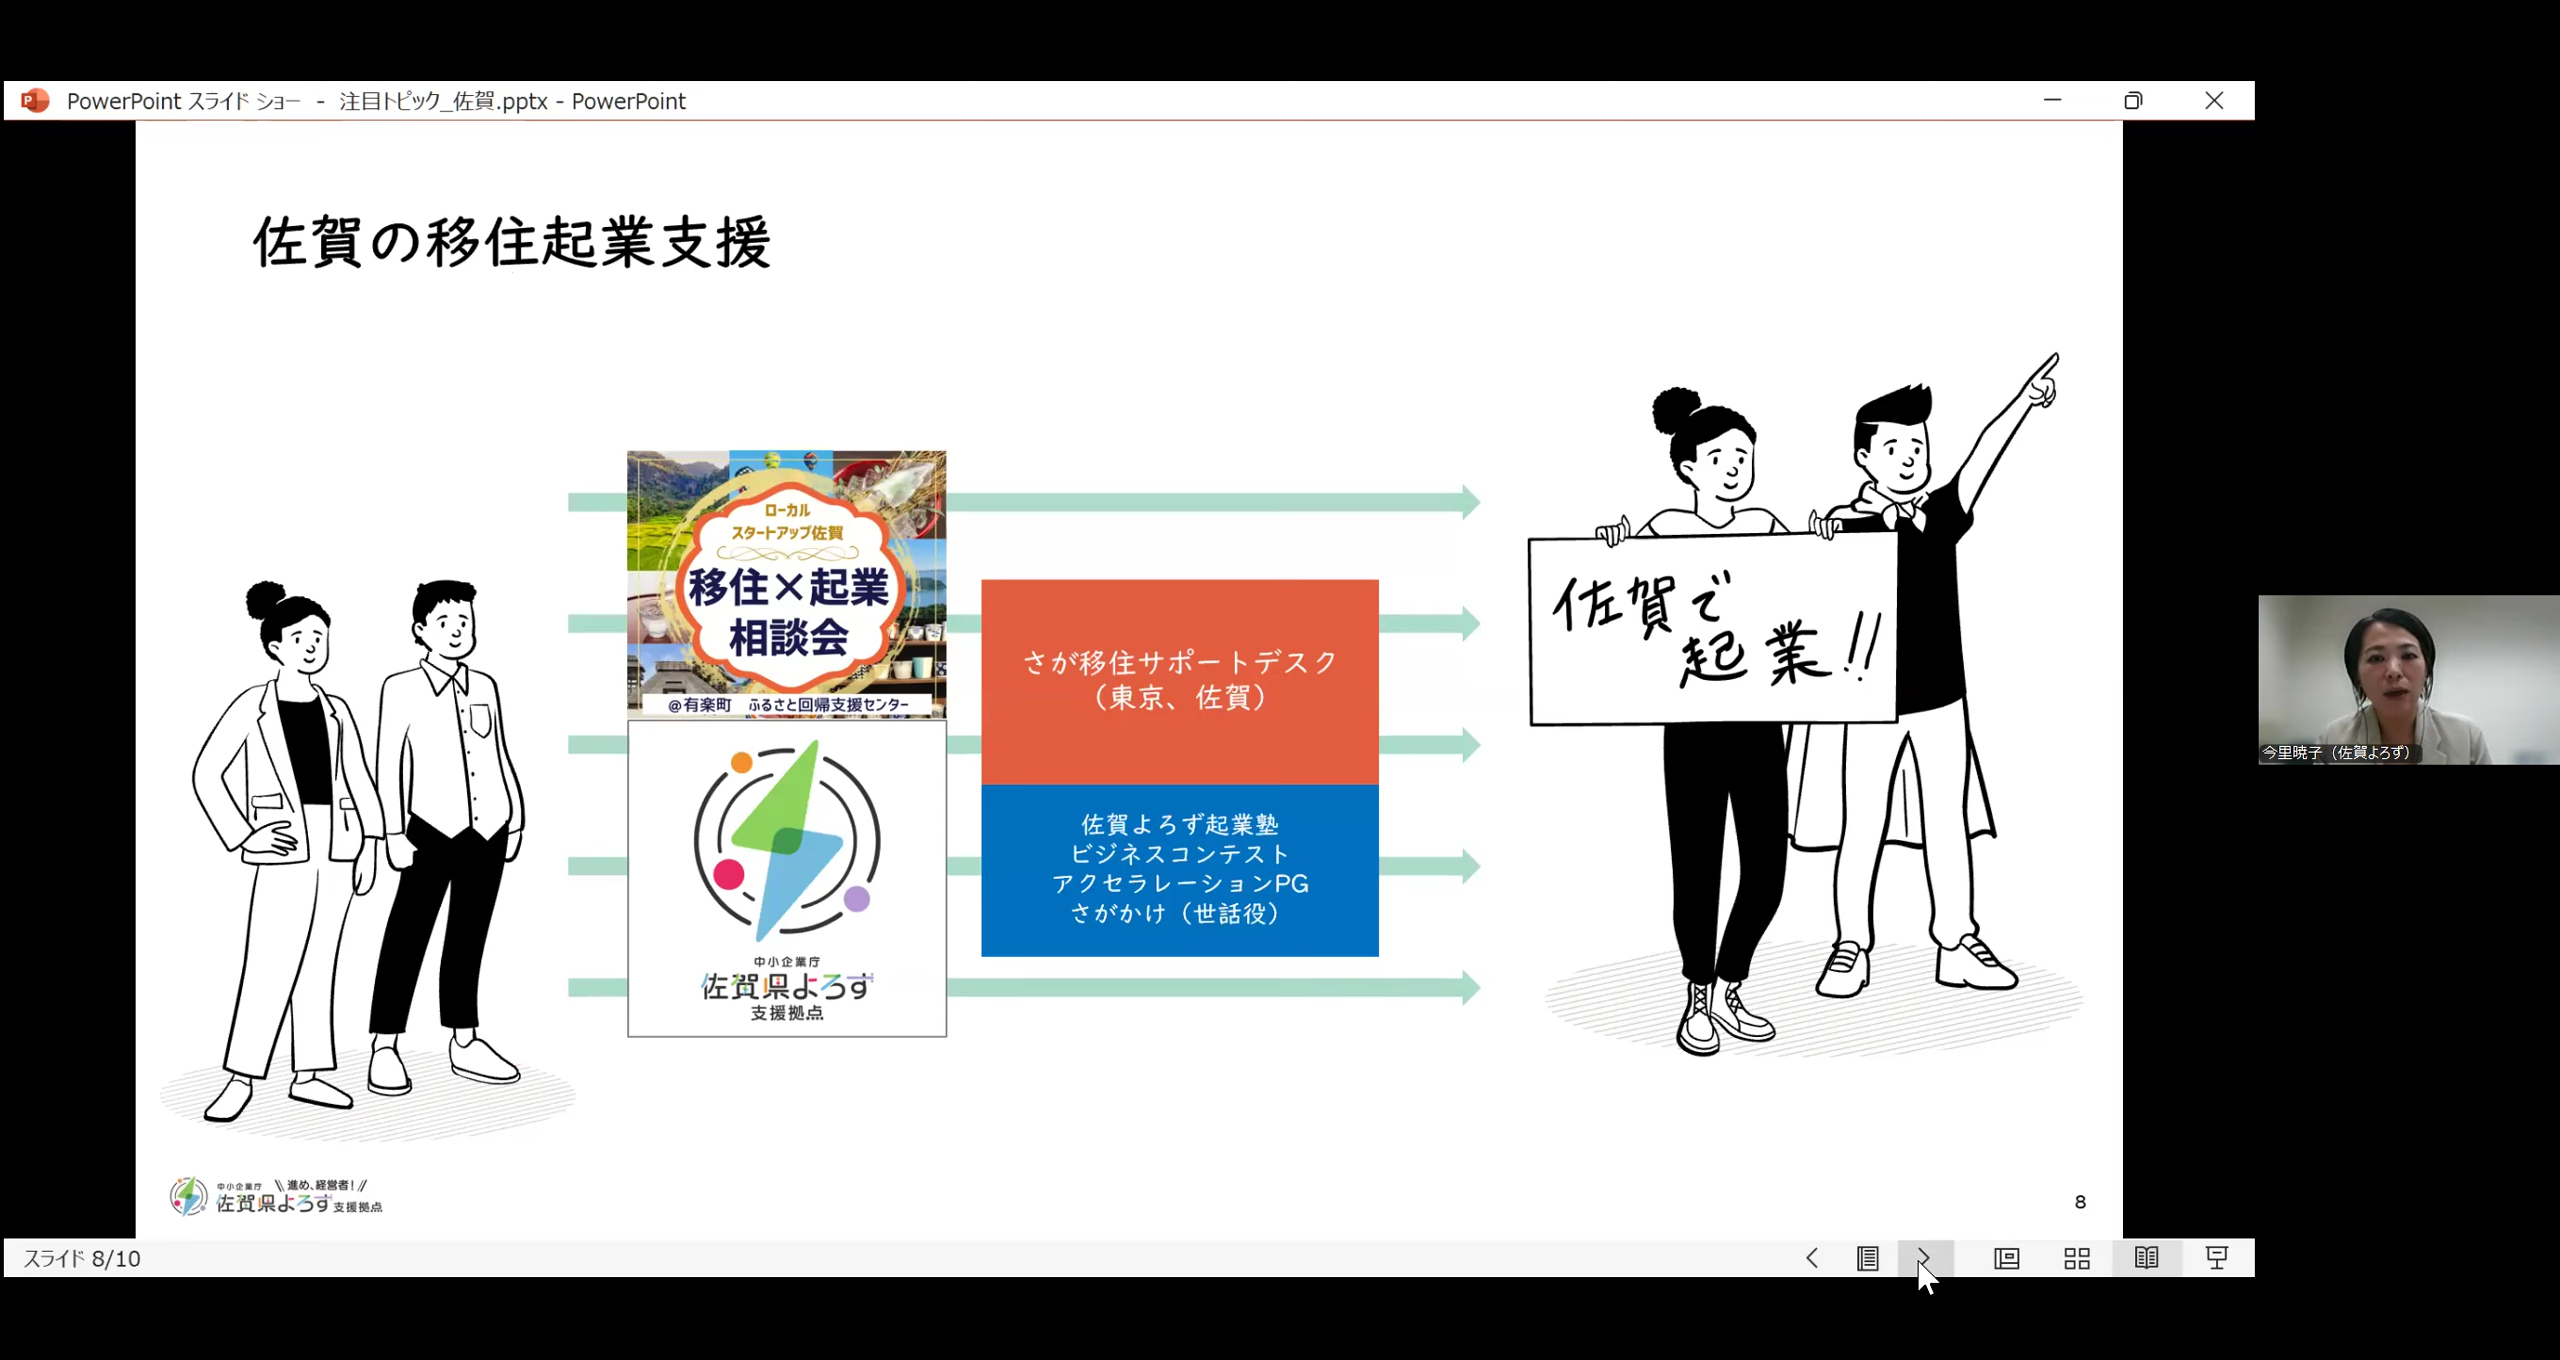 PowerPoint スライド ショー - 注目トピック_佐賀.pptx - PowerPoint
佐賀の移住起業支援
ローカル
スタートアップ佐賀
移住×起業
相談会
@有楽町 ふるさと回帰支援センター
中小企業庁
佐賀県よろず
支援拠点
さが移住サポートデスク
（東京、佐賀）
佐賀よろず起業塾
ビジネスコンテスト
アクセラレーションPG
さがかけ（世話役）
佐賀で
起業!!
今里暁子（佐賀よろず）
中小企業庁 \\ 進め、経営者! //
佐賀県よろず支援拠点
8
スライド 8/10